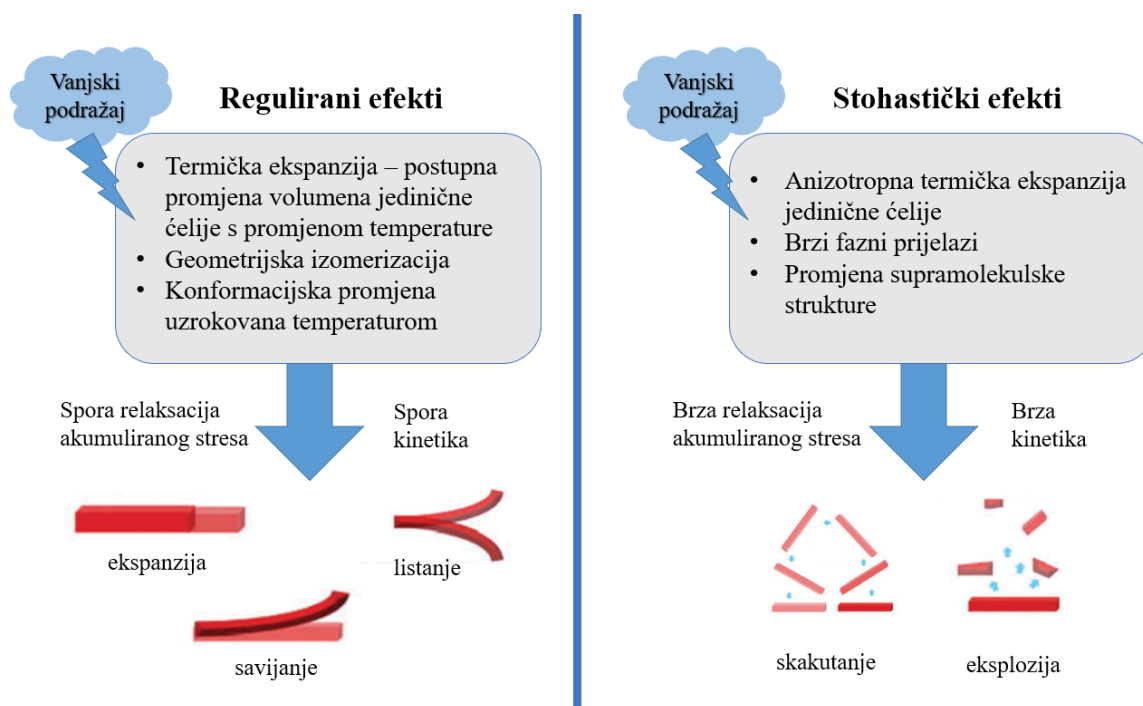 Vanjski
podražaj
Regulirani efekti
• Termička ekspanzija – postupna
promjena volumena jedinične
ćelije s promjenom temperature
• Geometrijska izomerizacija
• Konformacijska promjena
uzrokovana temperaturom
Spora relaksacija
akumuliranog stresa
Spora
kinetika
ekspanzija
listanje
savijanje
Vanjski
podražaj
Stohastički efekti
• Anizotropna termička ekspanzija
jedinične ćelije
• Brzi fazni prijelazi
• Promjena supramolekulske
strukture
Brza relaksacija
akumuliranog stresa
Brza
kinetika
skakutanje
eksplozija